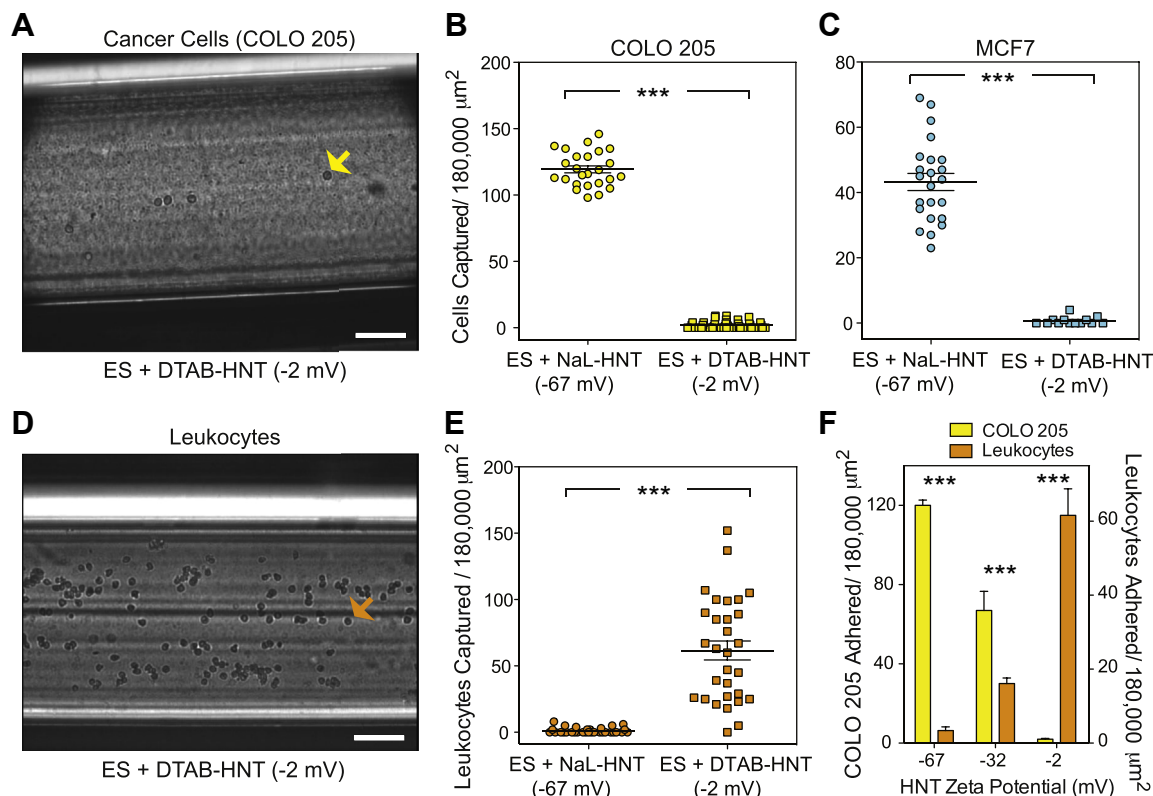 A
Cancer Cells (COLO 205)
ES + DTAB-HNT (-2 mV)
B
COLO 205
***
Cells Captured/ 180,000 μm2
200
150
100
50
0
ES + NaL-HNT
(-67 mV)
ES + DTAB-HNT
(-2 mV)
C
MCF7
***
80
60
40
20
0
ES + NaL-HNT
(-67 mV)
ES + DTAB-HNT
(-2 mV)
D
Leukocytes
ES + DTAB-HNT (-2 mV)
E
***
Leukocytes Captured / 180,000 μm2
200
150
100
50
0
ES + NaL-HNT
(-67 mV)
ES + DTAB-HNT
(-2 mV)
F
COLO 205
Leukocytes
***
***
***
COLO 205 Adhered/ 180,000 μm2
120
80
40
0
Leukocytes Adhered/ 180,000 μm2
60
40
20
0
-67
-32
-2
HNT Zeta Potential (mV)